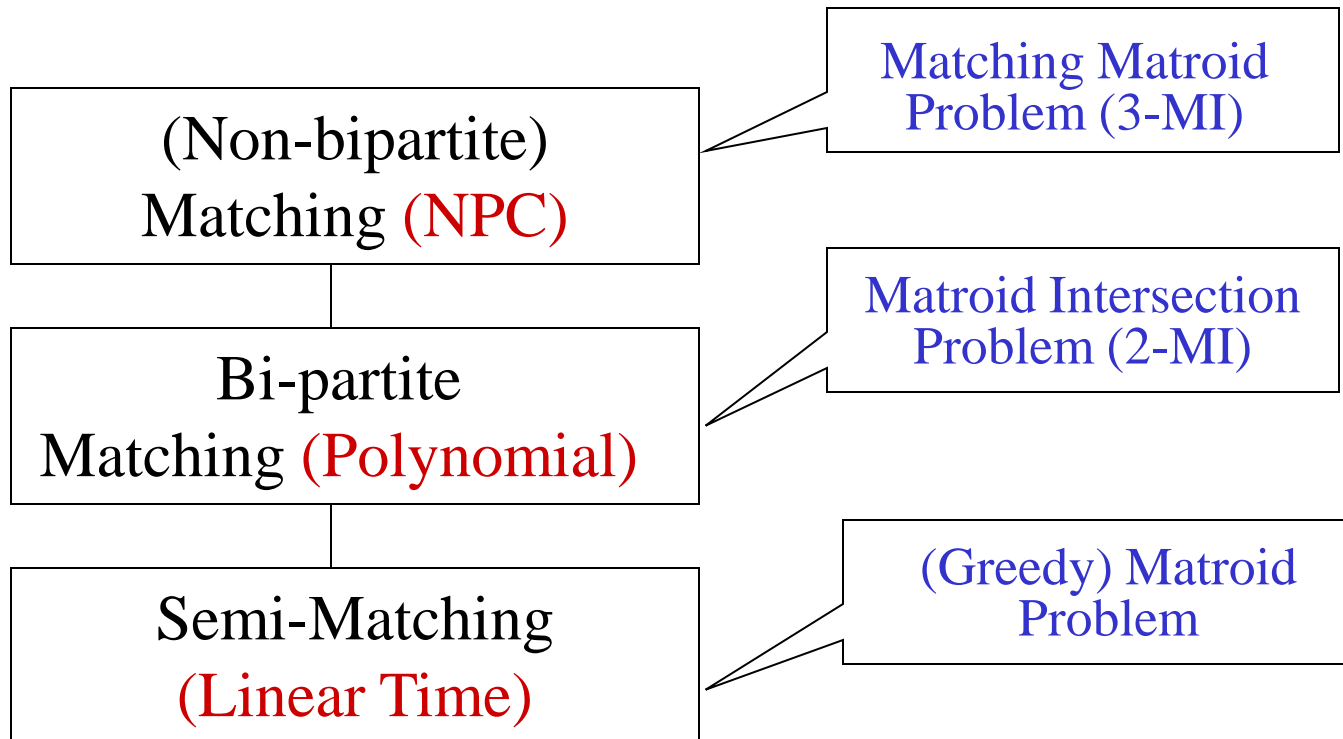 Matching Matroid
Problem (3-MI)
(Non-bipartite)
Matching (NPC)
Matroid Intersection
Problem (2-MI)
Bi-partite
Matching (Polynomial)
(Greedy) Matroid
Problem
Semi-Matching
(Linear Time)